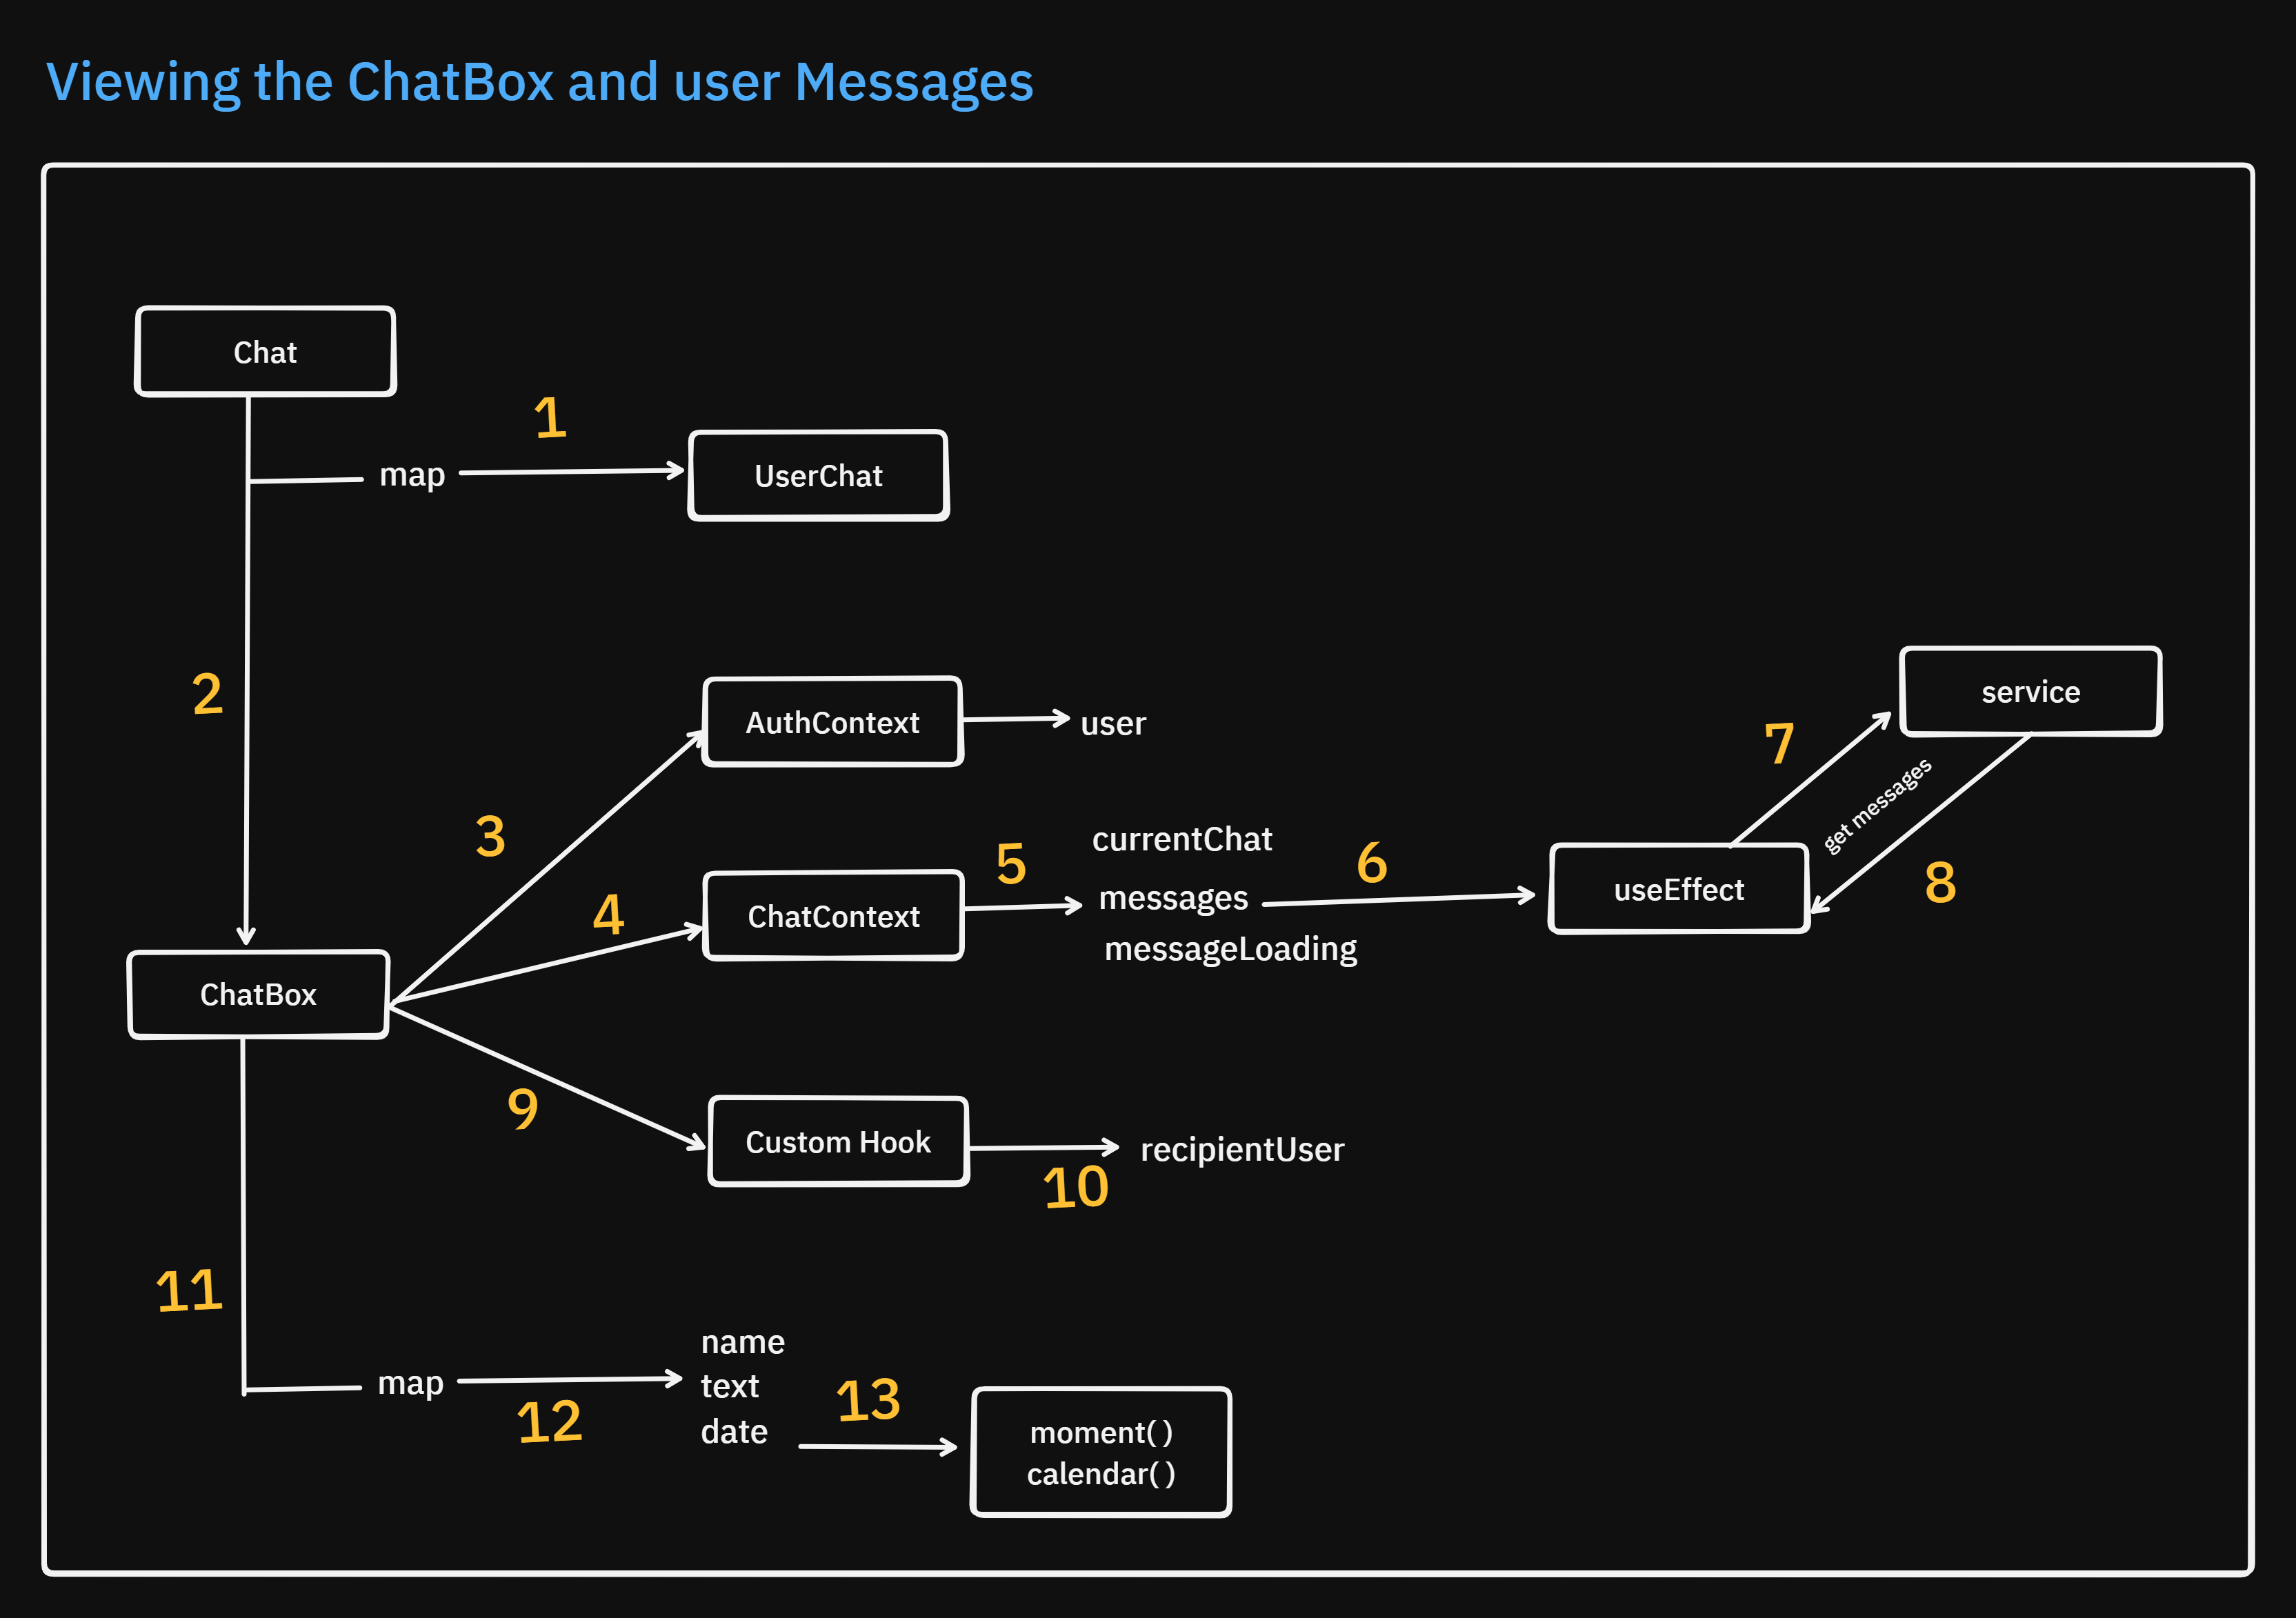 Viewing the ChatBox and user Messages
Chat
1
map
UserChat
2
AuthContext
user
service
7
get messages
3
currentChat
4
ChatContext
5
messages
6
useEffect
8
messageLoading
ChatBox
9
Custom Hook
recipientUser
10
11
map
12
name
text
date
13
moment()
calendar()